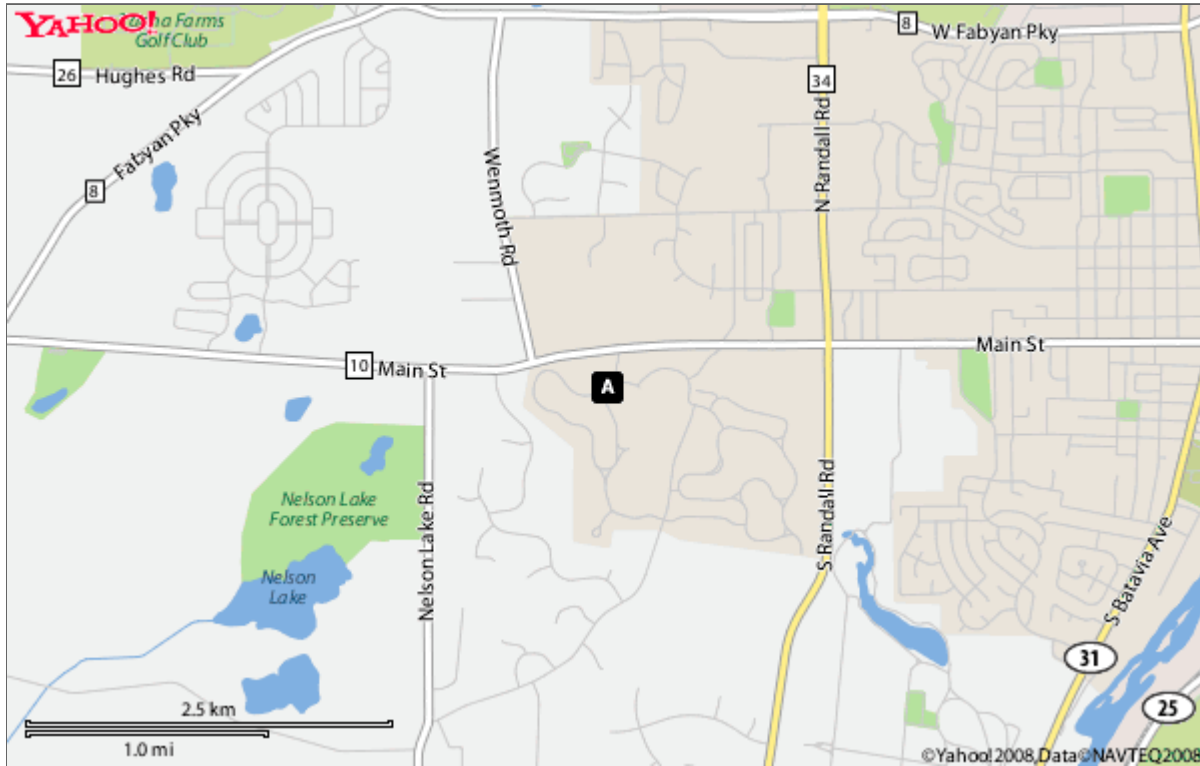 YAHOO!
Farms
Golf Club
8
W Fabyan Pky
26
Hughes Rd
34
Fabyan Pky
N Randall Rd
Wenmoth Rd
8
Main St
10
Main St
A
Nelson Lake
Forest Preserve
Nelson Lake Rd
S Randall Rd
Nelson
Lake
S Batavia Ave
31
25
2.5 km
1.0 mi
©Yahoo!2008,Data©NAVTEQ2008